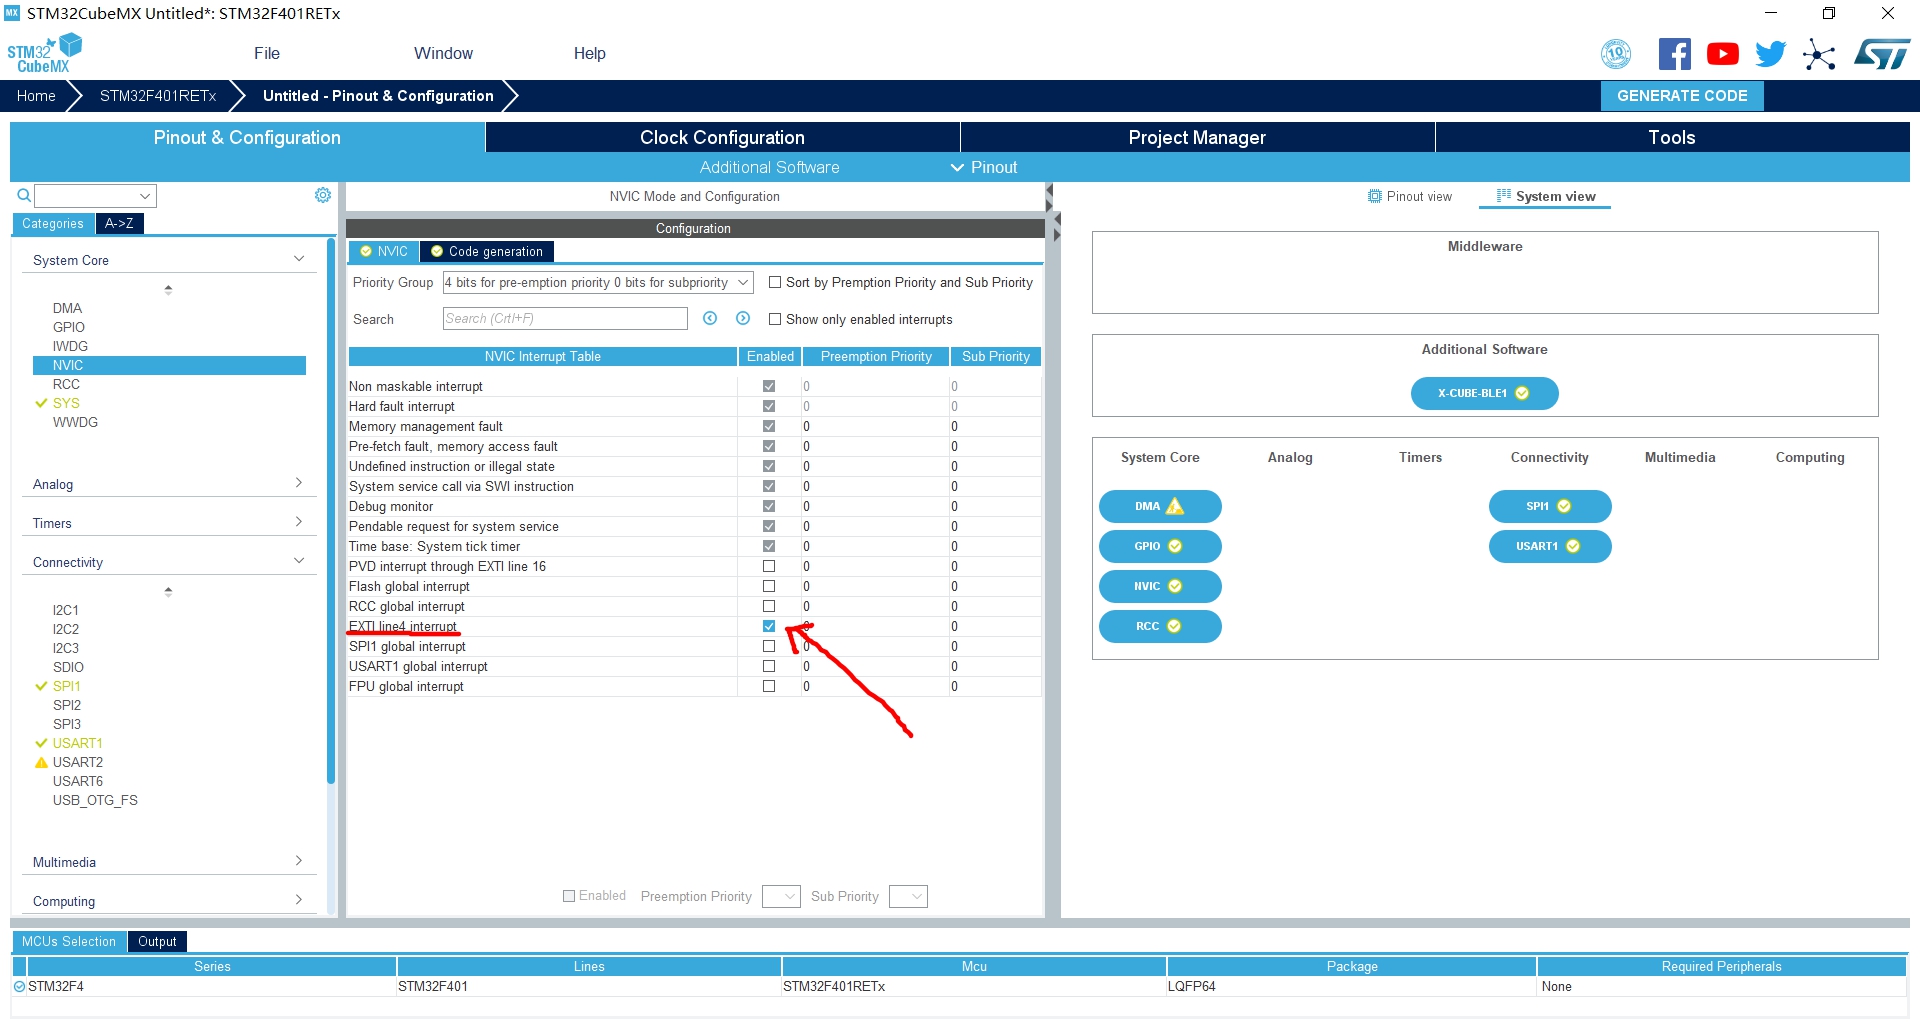 MX STM32CubeMX Untitled*: STM32F401RETx
STM32 CubeMX
File Window Help
10
Home STM32F401RETx Untitled - Pinout & Configuration GENERATE CODE
Pinout & Configuration Clock Configuration Project Manager Tools
Additional Software Pinout
NVIC Mode and Configuration
Pinout view System view
Categories A->Z
Configuration
NVIC Code generation
System Core
DMA
GPIO
IWDG
NVIC
RCC
SYS
WWDG
Analog
Timers
Connectivity
I2C1
I2C2
I2C3
SDIO
SPI1
SPI2
SPI3
USART1
USART2
USART6
USB_OTG_FS
Multimedia
Computing
Priority Group 4 bits for pre-emption priority 0 bits for subpriority Sort by Premption Priority and Sub Priority
Search Search (Crtl+F) Show only enabled interrupts
NVIC Interrupt Table Enabled Preemption Priority Sub Priority
Non maskable interrupt 0 0
Hard fault interrupt 0 0
Memory management fault 0 0
Pre-fetch fault, memory access fault 0 0
Undefined instruction or illegal state 0 0
System service call via SWI instruction 0 0
Debug monitor 0 0
Pendable request for system service 0 0
Time base: System tick timer 0 0
PVD interrupt through EXTI line 16 0 0
Flash global interrupt 0 0
RCC global interrupt 0 0
EXTI line4 interrupt 0 0
SPI1 global interrupt 0 0
USART1 global interrupt 0 0
FPU global interrupt 0 0
Enabled Preemption Priority Sub Priority
Middleware
Additional Software
X-CUBE-BLE1
System Core Analog Timers Connectivity Multimedia Computing
DMA SPI1
GPIO USART1
NVIC
RCC
MCUs Selection Output
Series Lines Mcu Package Required Peripherals
STM32F4 STM32F401 STM32F401RETx LQFP64 None